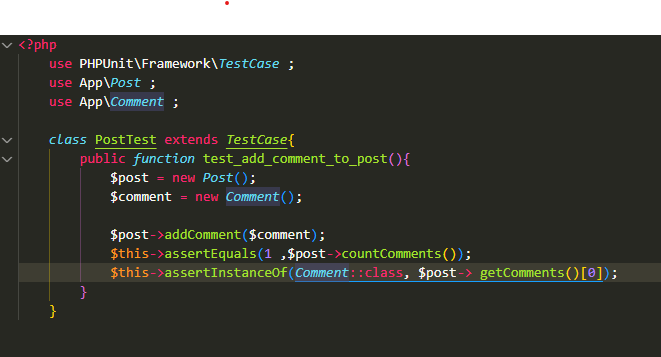 <?php
use PHPUnit\Framework\TestCase ;
use App\Post ;
use App\Comment ;
class PostTest extends TestCase{
public function test_add_comment_to_post(){
$post = new Post();
$comment = new Comment();
$post->addComment($comment);
$this->assertEquals(1 ,$post->countComments());
$this->assertInstanceOf(Comment::class, $post-> getComments()[0]);
}
}